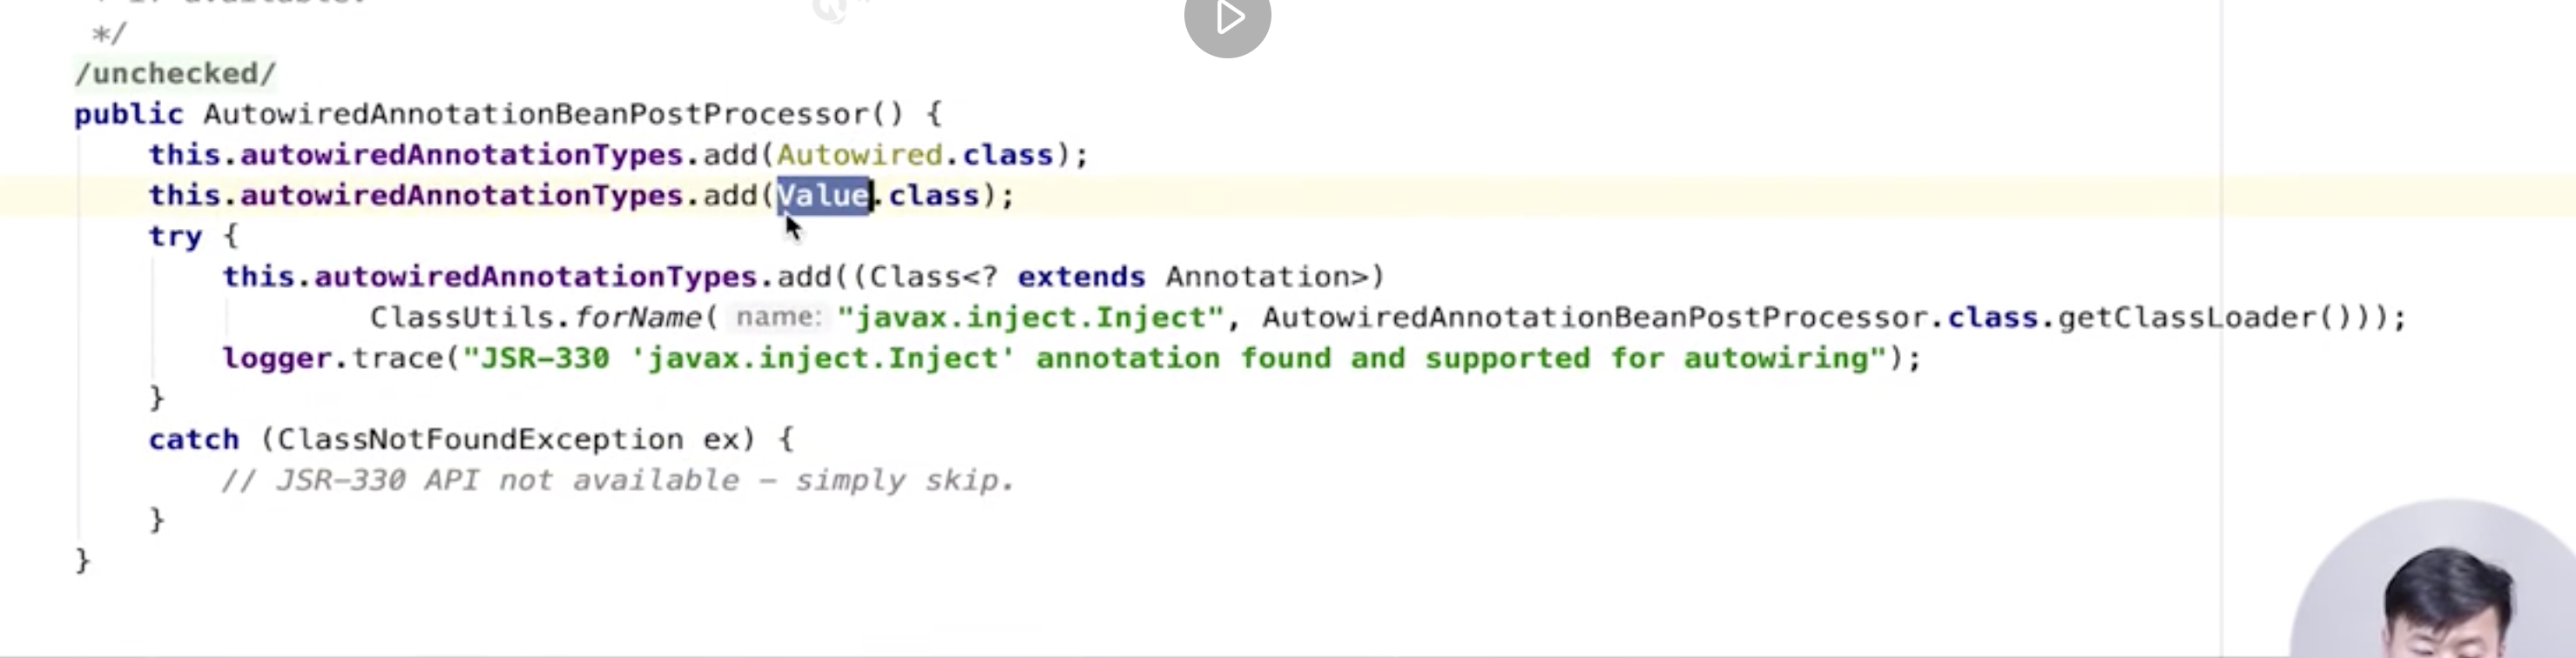 */
/unchecked/
public AutowiredAnnotationBeanPostProcessor() {
this.autowiredAnnotationTypes.add(Autowired.class);
this.autowiredAnnotationTypes.add(Value.class);
try {
this.autowiredAnnotationTypes.add((Class<? extends Annotation>)
ClassUtils.forName( name: "javax.inject.Inject", AutowiredAnnotationBeanPostProcessor.class.getClassLoader()));
logger.trace("JSR–330 'javax.inject.Inject' annotation found and supported for autowiring");
}
catch (ClassNotFoundException ex) {
// JSR–330 API not available – simply skip.
}
}